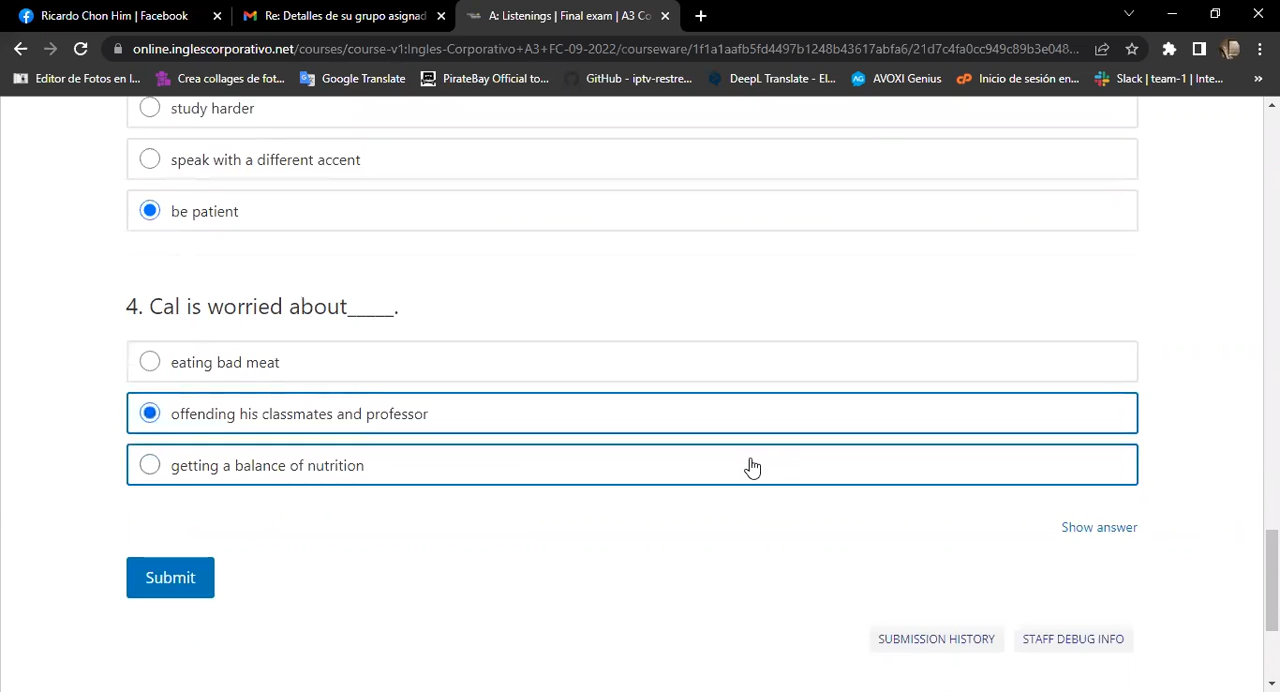 Ricardo Chon Him | Facebook
Re: Detalles de su grupo asignad
A: Listenings | Final exam | A3 Co
online.inglescorporativo.net/courses/course-v1:Ingles-Corporativo+A3+FC-09-2022/courseware/1f1a1aafb5fd4497b1248b43617abfa6/21d7c4fa0cc949c89b3e048...
Editor de Fotos en l...
Crea collages de fot...
Google Translate
PirateBay Official to...
GitHub - iptv-restre...
DeepL Translate - El...
AVOXI Genius
Inicio de sesión en...
Slack | team-1 | Inte...
»
study harder
speak with a different accent
be patient
4. Cal is worried about_____.
eating bad meat
offending his classmates and professor
getting a balance of nutrition
Show answer
Submit
SUBMISSION HISTORY
STAFF DEBUG INFO